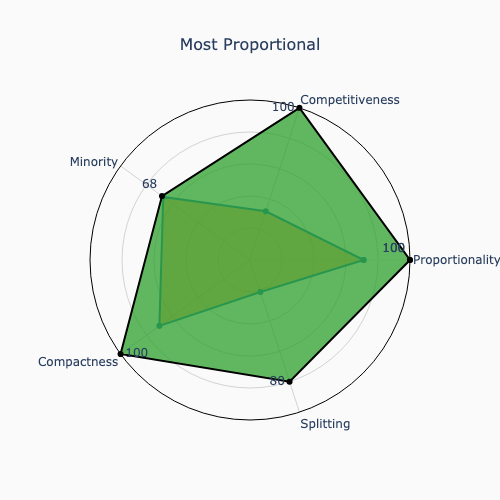 Most Proportional
Competitiveness
100
Minority
68
100
Proportionality
100
Compactness
80
Splitting